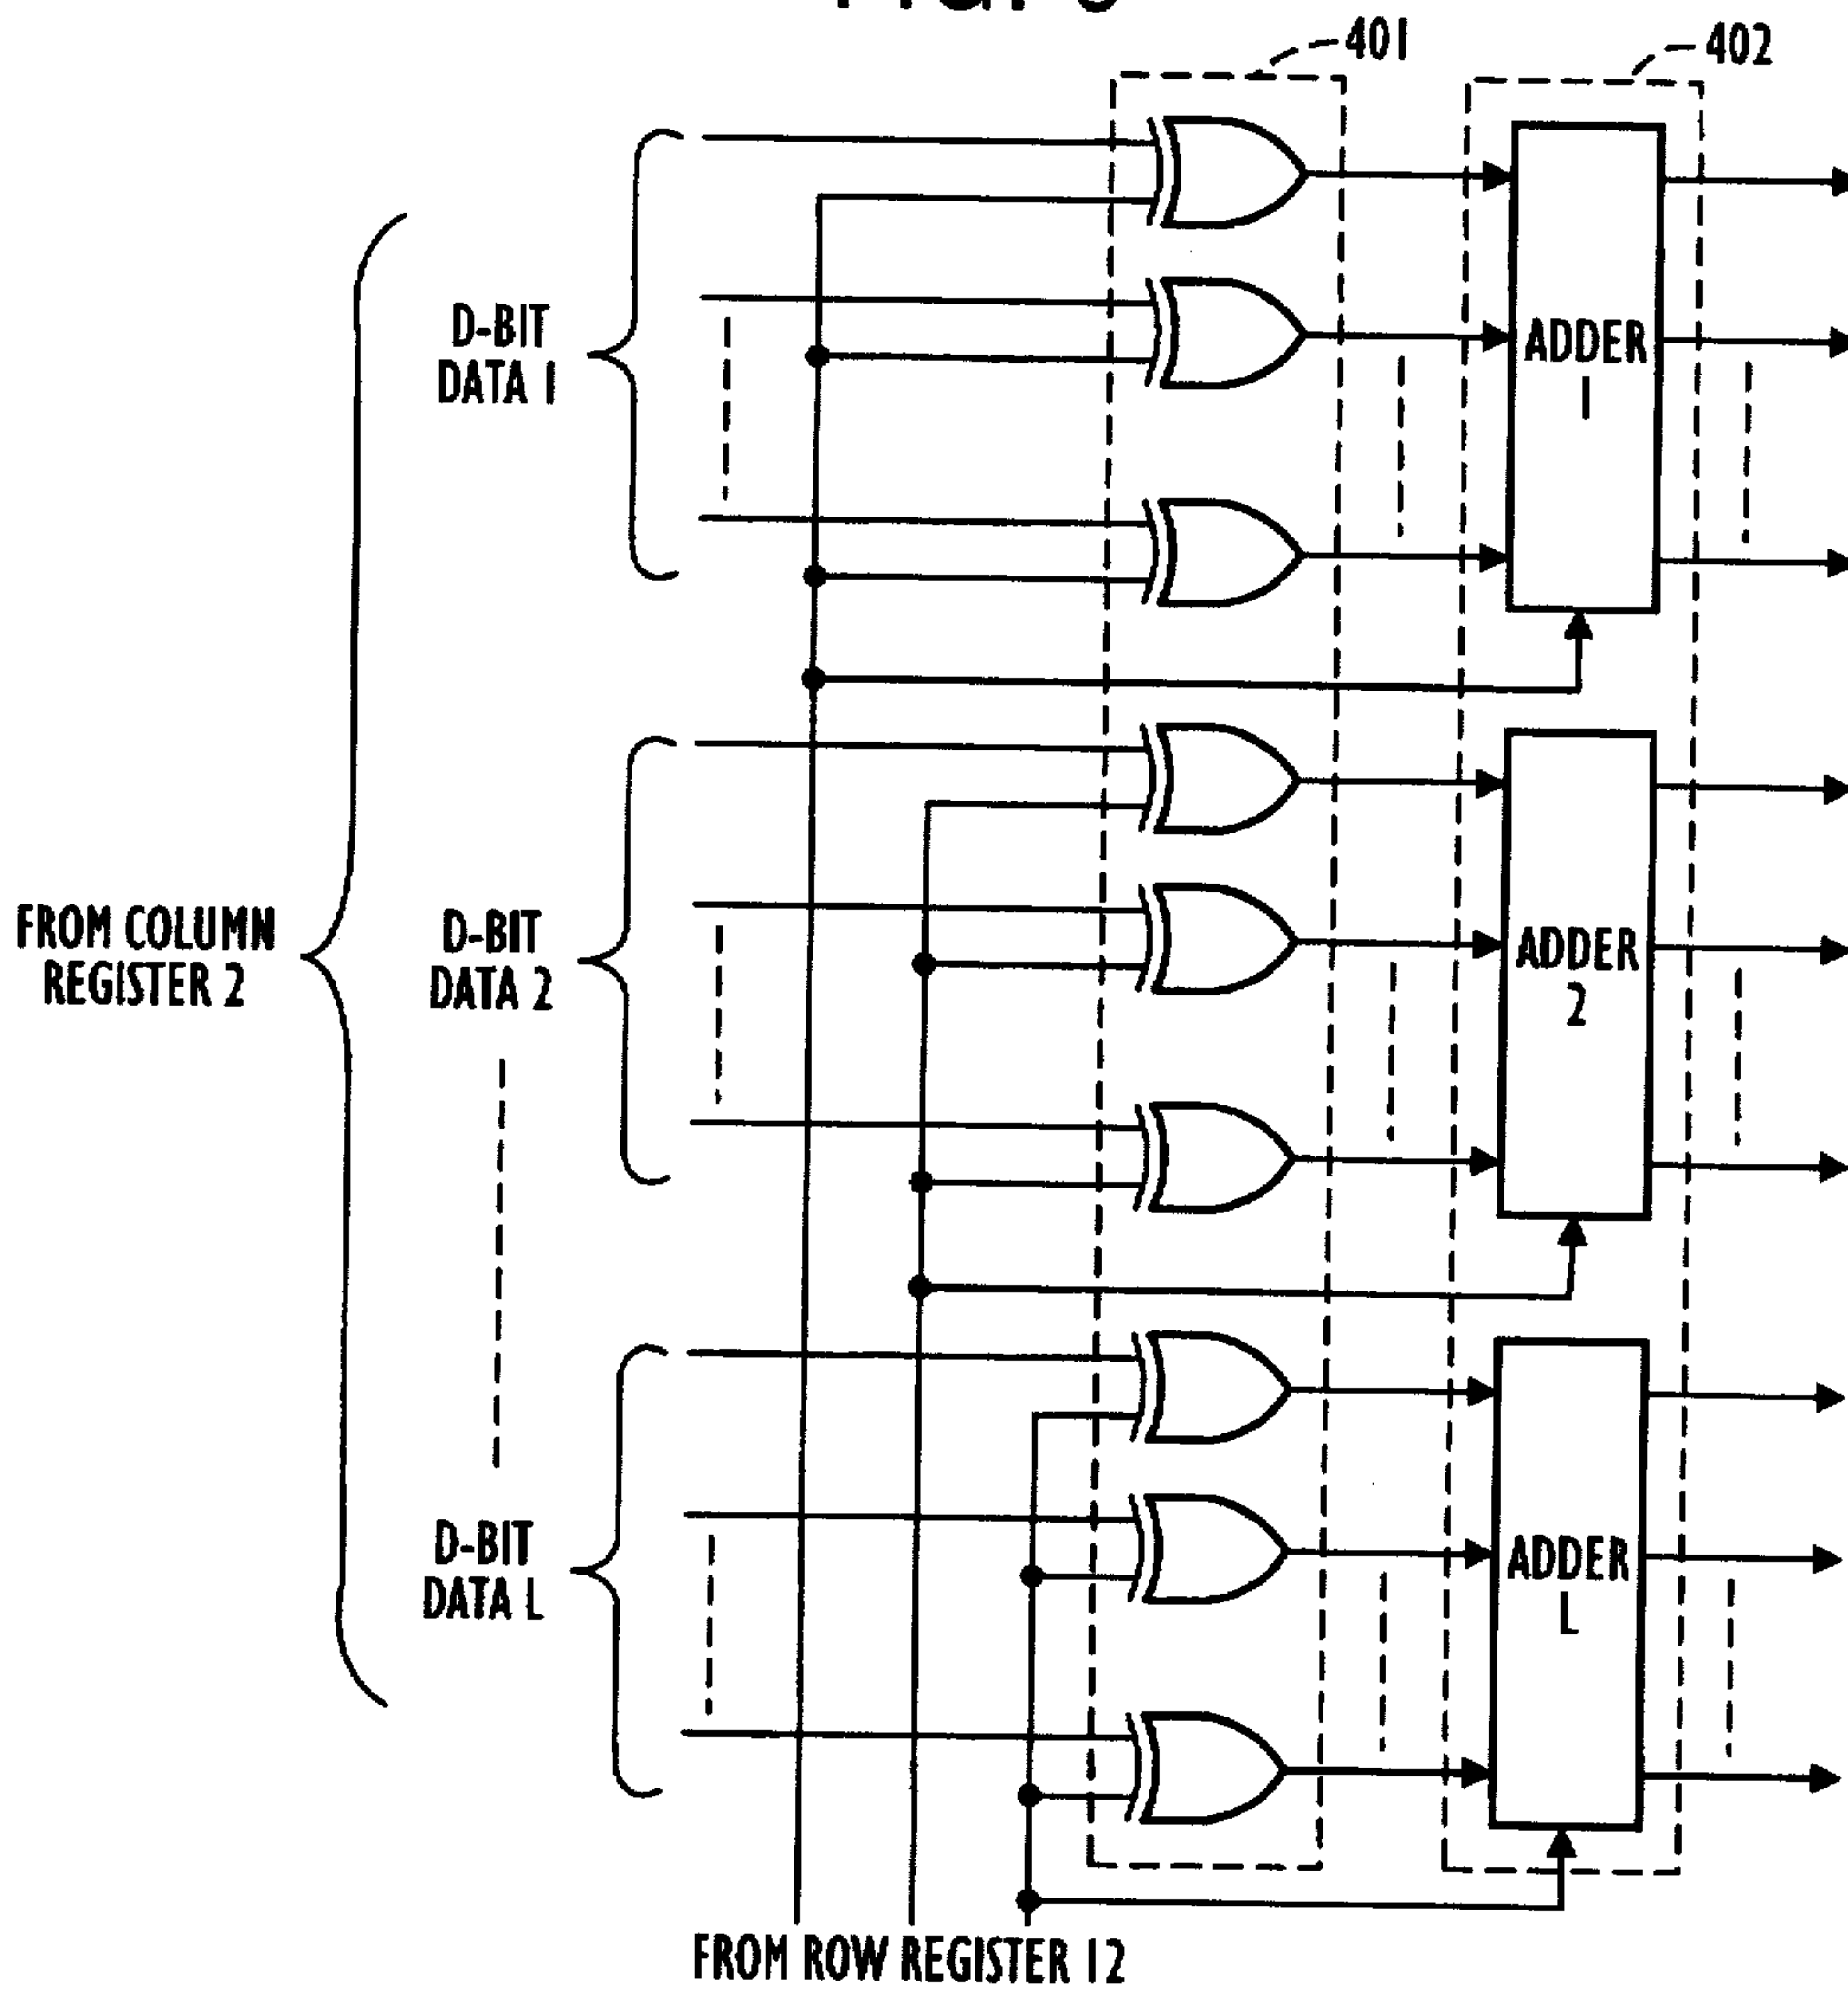 401
402
D-BIT
DATA 1
ADDER
1
FROM COLUMN
REGISTER 2
D-BIT
DATA 2
ADDER
2
D-BIT
DATA L
ADDER
L
FROM ROW REGISTER 12